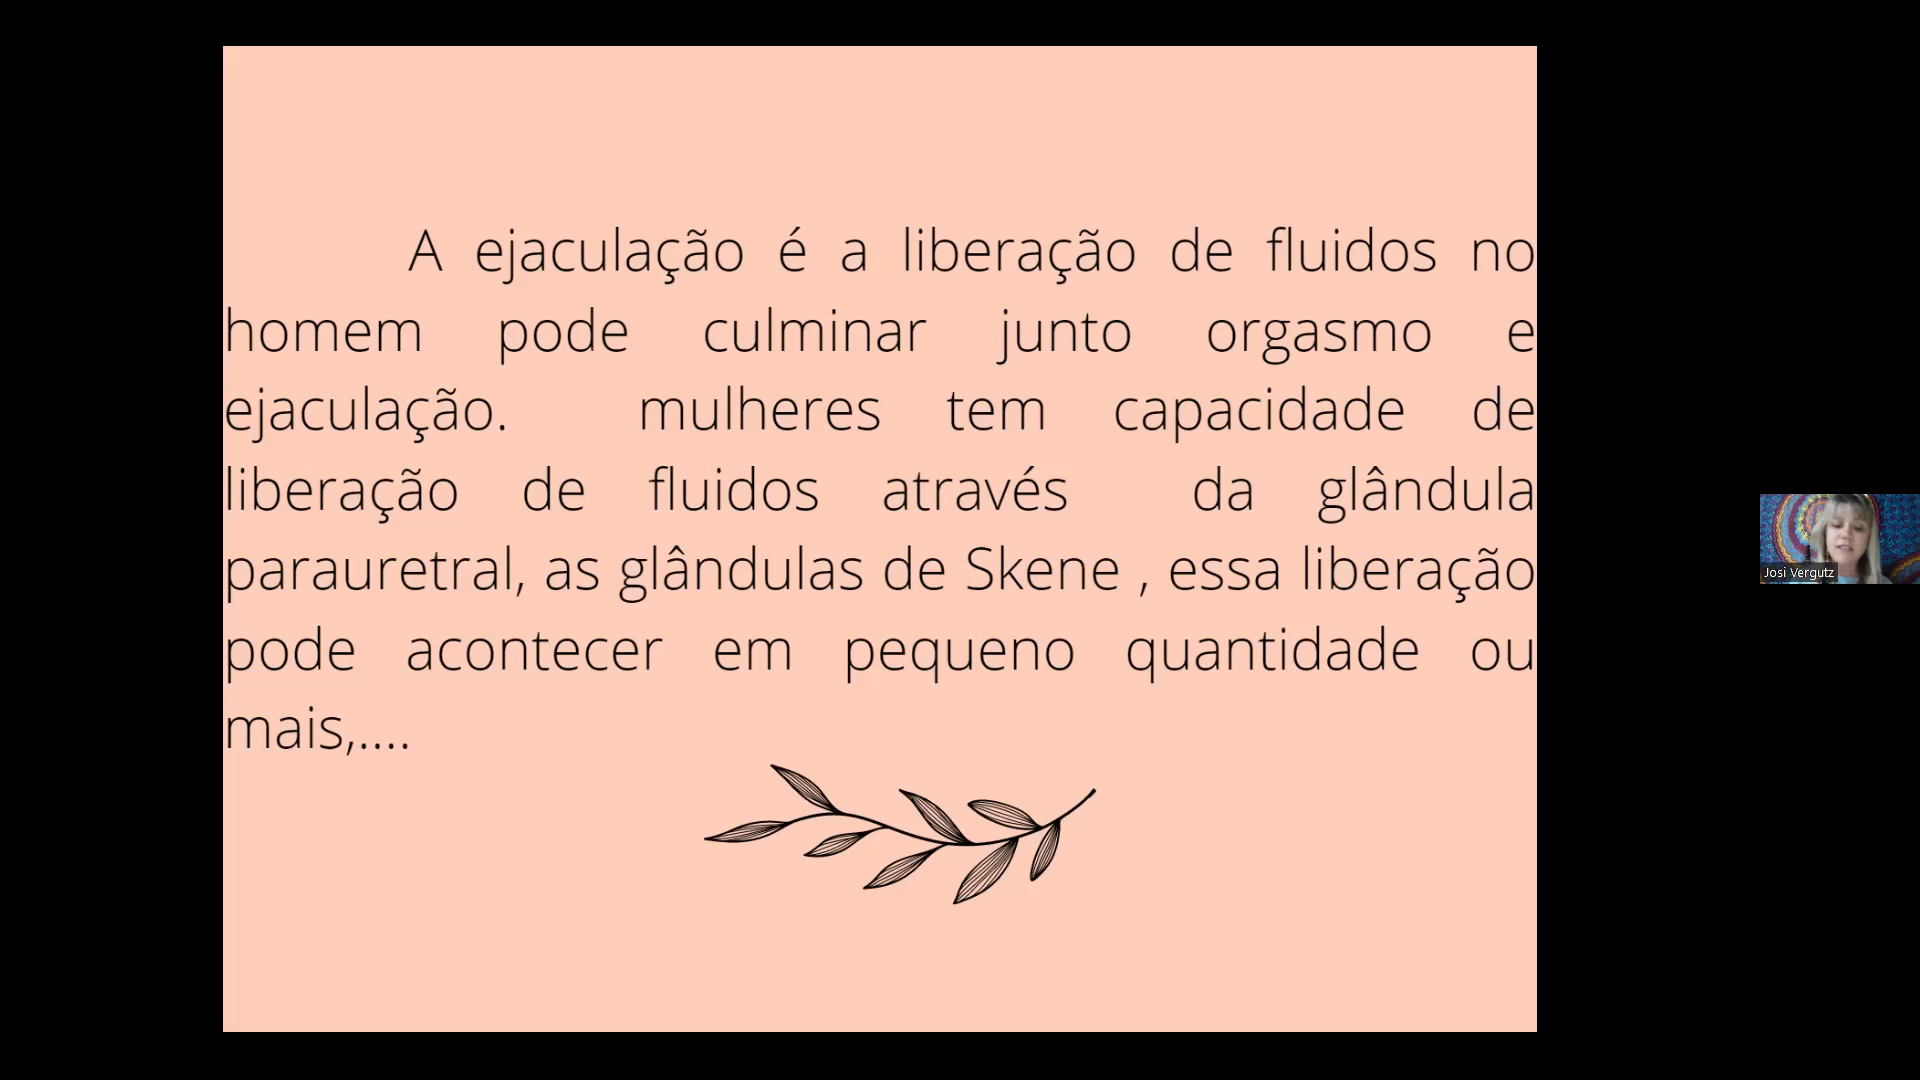 A ejaculação é a liberação de fluidos no
homem pode culminar junto orgasmo e
ejaculação. mulheres tem capacidade de
liberação de fluidos através da glândula
parauretral, as glândulas de Skene , essa liberação
pode acontecer em pequeno quantidade ou
mais,....
Josi Vergutz